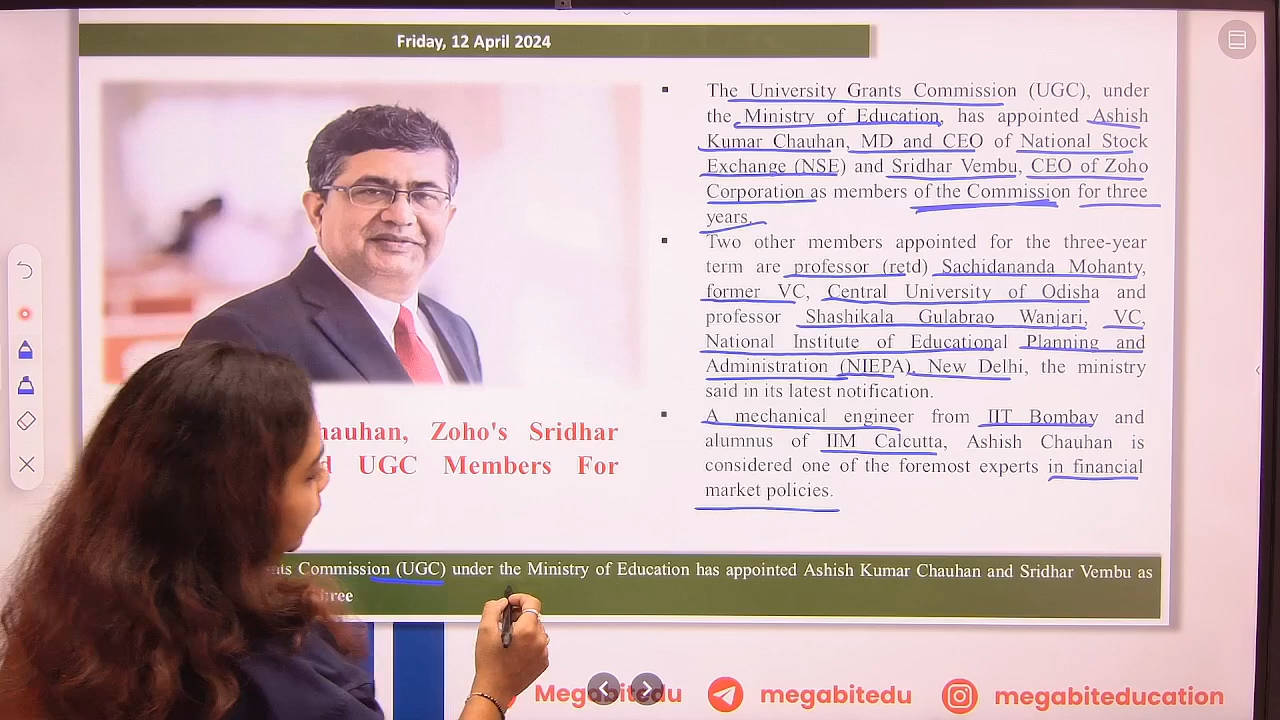 Friday, 12 April 2024
The University Grants Commission (UGC), under
the Ministry of Education, has appointed Ashish
Kumar Chauhan, MD and CEO of National Stock
Exchange (NSE) and Sridhar Vembu, CEO of Zoho
Corporation as members of the Commission for three
years.
Two other members appointed for the three-year
term are professor (retd) Sachidananda Mohanty,
former VC, Central University of Odisha and
professor Shashikala Gulabrao Wanjari, VC,
National Institute of Educational Planning and
Administration (NIEPA), New Delhi, the ministry
said in its latest notification.
A mechanical engineer from IIT Bombay and
alumnus of IIM Calcutta, Ashish Chauhan is
considered one of the foremost experts in financial
market policies.
Chauhan, Zoho's Sridhar
UGC Members For
Commission (UGC) under the Ministry of Education has appointed Ashish Kumar Chauhan and Sridhar Vembu as
three
megabitedu
megabiteducation